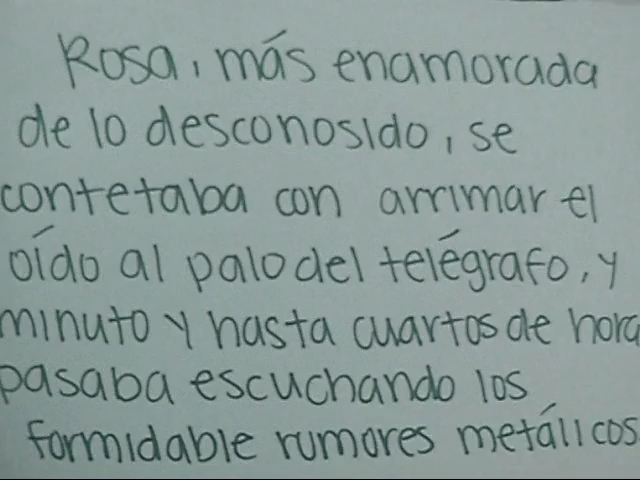 Rosa, más enamorada
de lo desconosido, se
contetaba con arrimar el
oído al palo del telégrafo, y
minuto y hasta cuartos de hora
pasaba escuchando los
formidable rumores metálicos